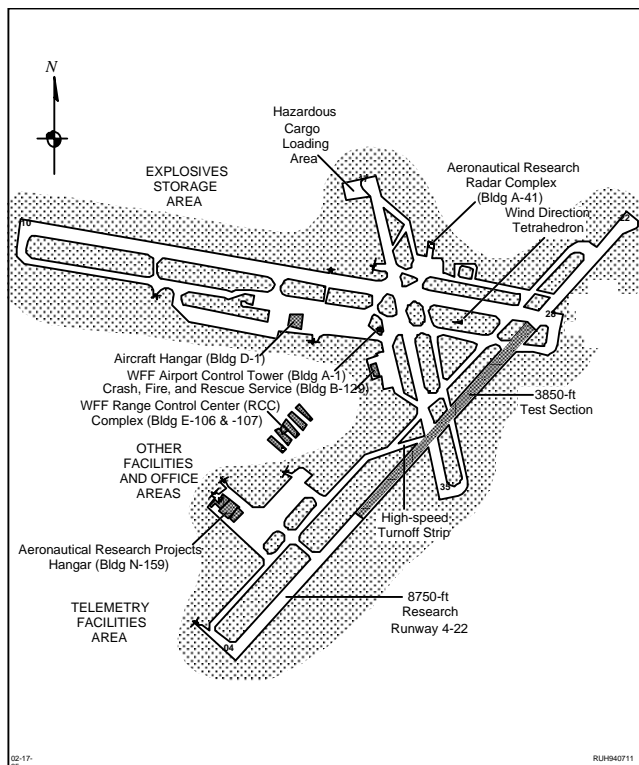 N
Hazardous
Cargo
Loading
Area
EXPLOSIVES
STORAGE
AREA
17
Aeronautical Research
Radar Complex
(Bldg A-41)
Wind Direction
Tetrahedron
22
10
28
Aircraft Hangar (Bldg D-1)
WFF Airport Control Tower (Bldg A-1)
Crash, Fire, and Rescue Service (Bldg B-129)
WFF Range Control Center (RCC)
Complex (Bldg E-106 & -107)
3850-ft
Test Section
OTHER
FACILITIES
AND OFFICE
AREAS
35
High-speed
Turnoff Strip
Aeronautical Research Projects
Hangar (Bldg N-159)
TELEMETRY
FACILITIES
AREA
8750-ft
Research
Runway 4-22
04
02-17-
RUH940711